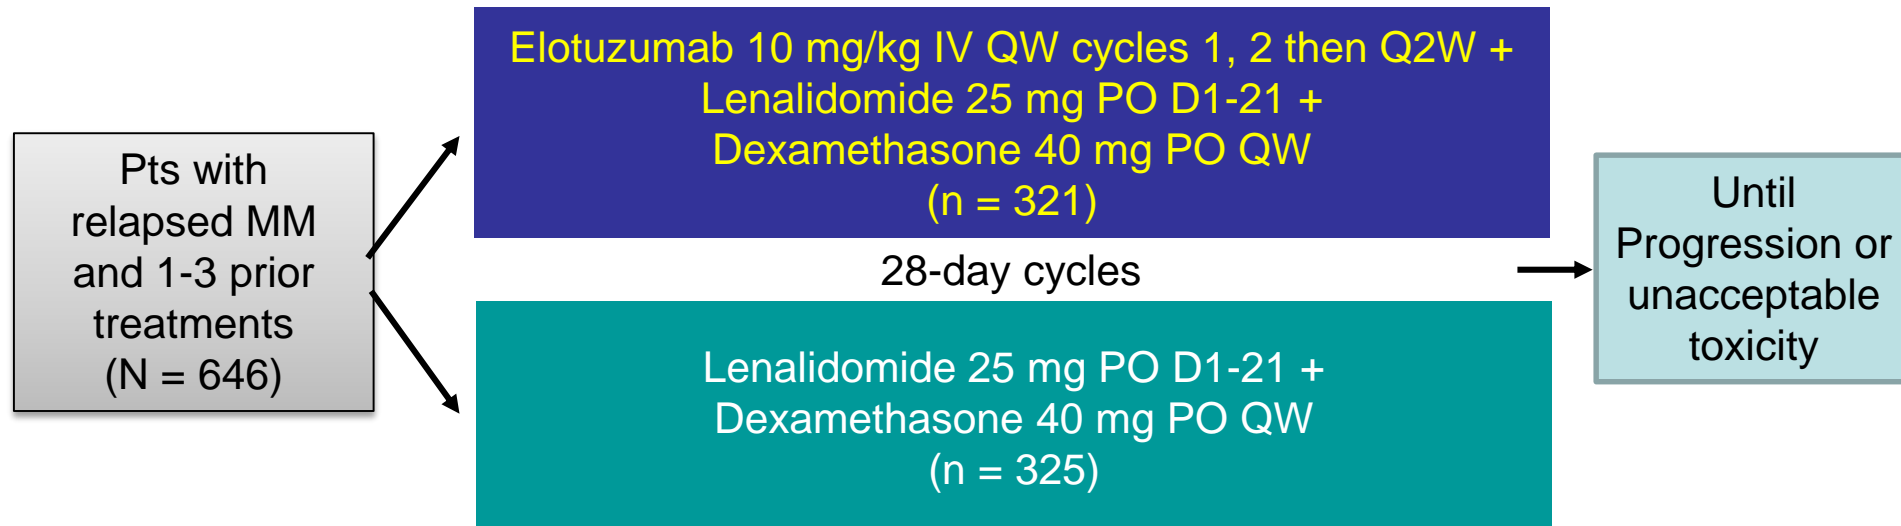 Pts with
relapsed MM
and 1-3 prior
treatments
(N = 646)
Elotuzumab 10 mg/kg IV QW cycles 1, 2 then Q2W +
Lenalidomide 25 mg PO D1-21 +
Dexamethasone 40 mg PO QW
(n = 321)
28-day cycles
Lenalidomide 25 mg PO D1-21 +
Dexamethasone 40 mg PO QW
(n = 325)
Until
Progression or
unacceptable
toxicity